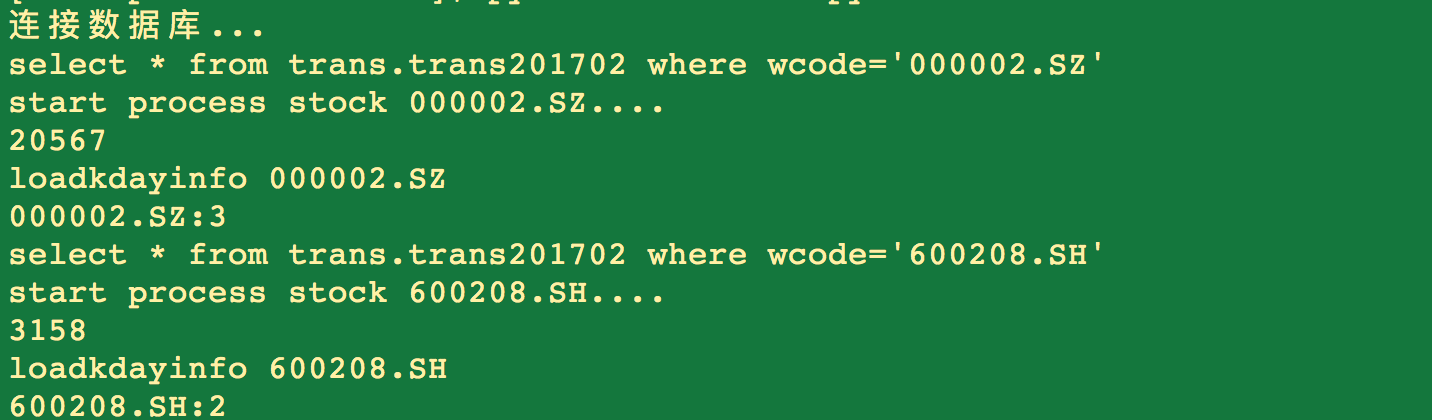 连接数据库...
select * from trans.trans201702 where wcode='000002.SZ'
start process stock 000002.SZ....
20567
loadkdayinfo 000002.SZ
000002.SZ:3
select * from trans.trans201702 where wcode='600208.SH'
start process stock 600208.SH....
3158
loadkdayinfo 600208.SH
600208.SH:2